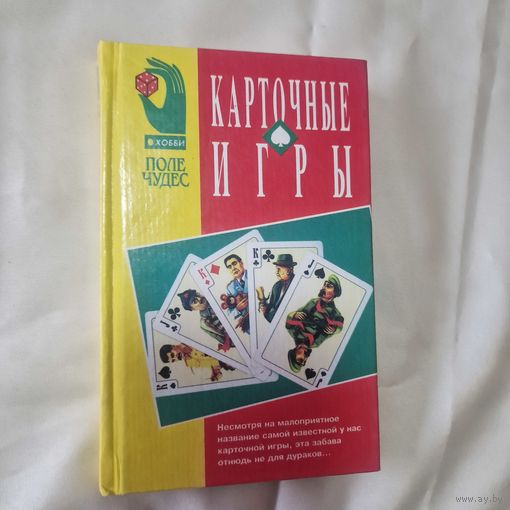 КАРТОЧНЫЕ
ИГРЫ
ХОББИ
ПОЛЕ
ЧУДЕС
J
K
K
J
K
Несмотря на малоприятное
название самой известной у нас
карточной игры, эта забава
отнюдь не для дураков...
www.ay.by